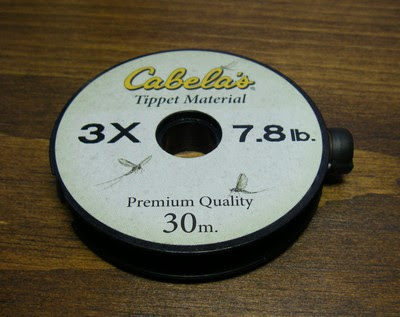 Cabela's
Tippet Material
3X 7.8 lb.
Premium Quality
30m.